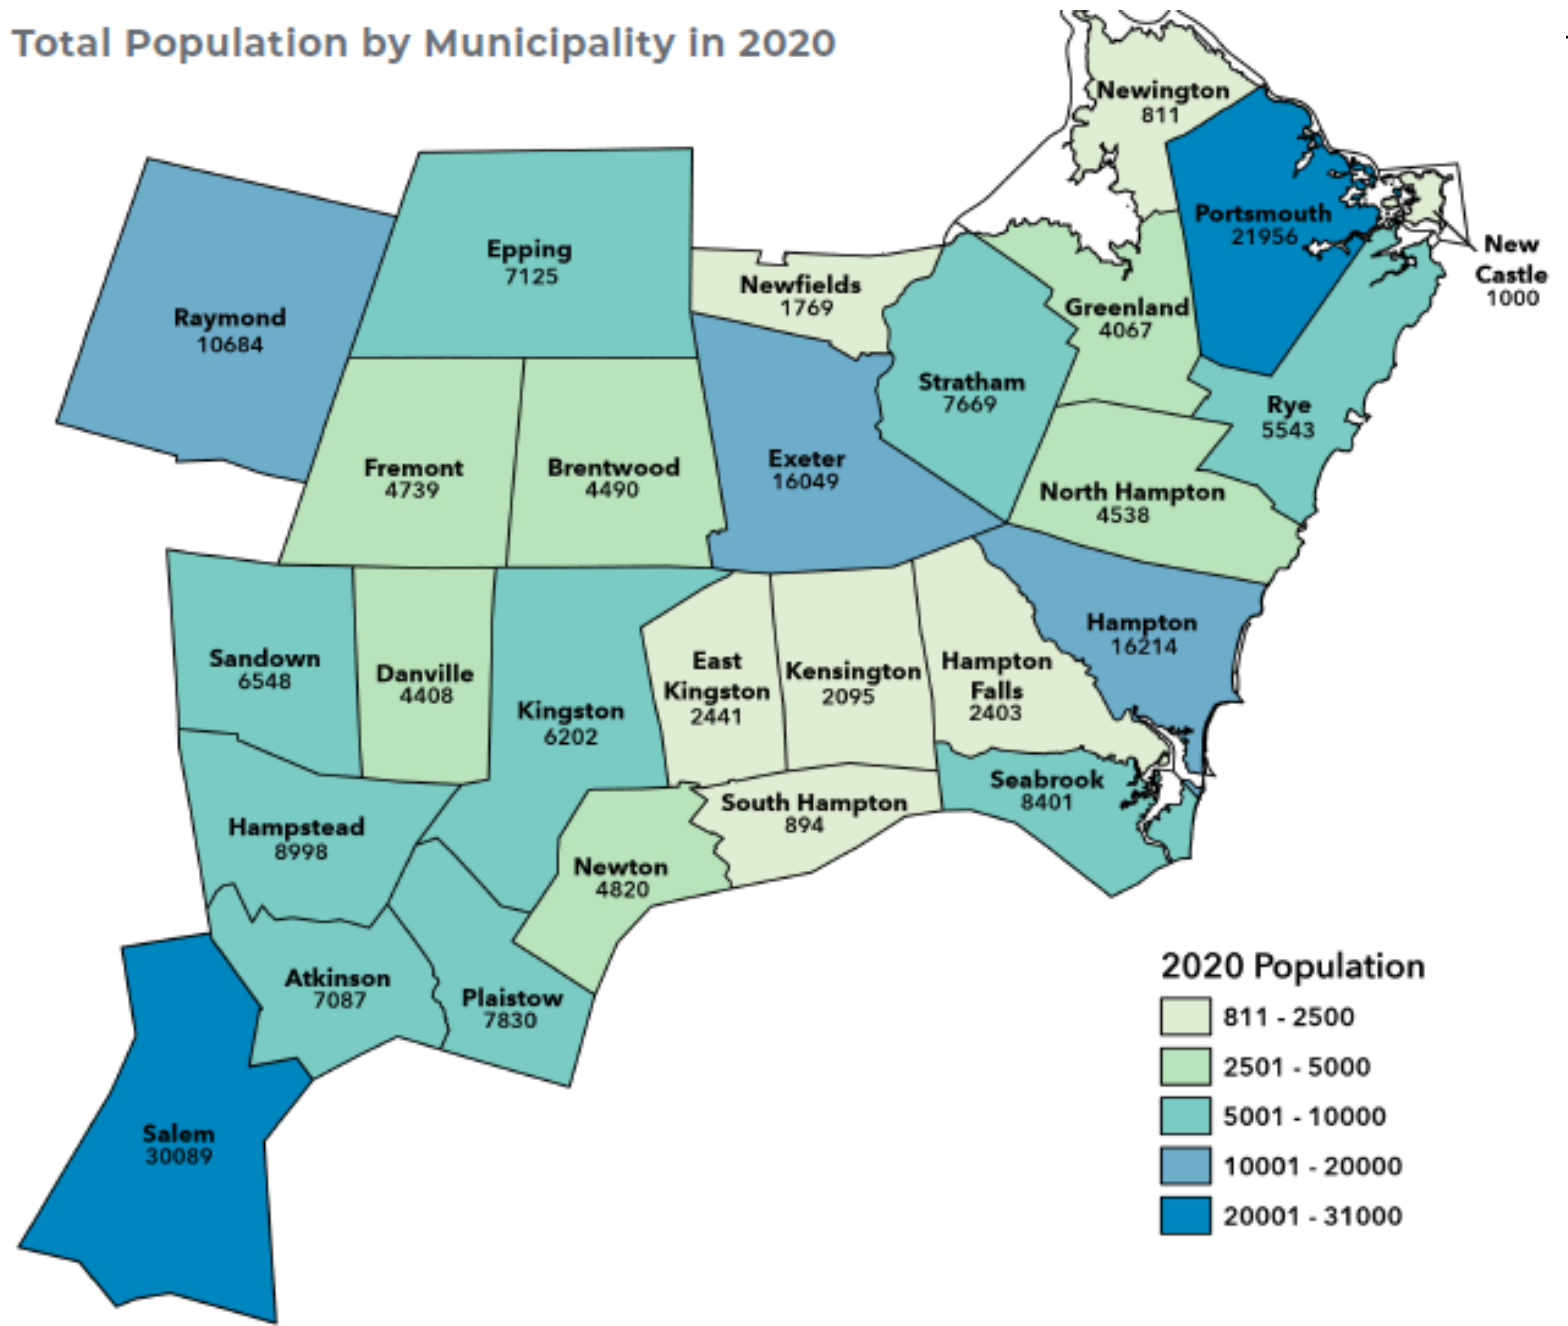 Total Population by Municipality in 2020
Newington
811
Portsmouth
21956
New
Castle
1000
Epping
7125
Raymond
10684
Newfields
1769
Greenland
4067
Stratham
7669
Rye
5543
Fremont
4739
Brentwood
4490
Exeter
16049
North Hampton
4538
Hampton
16214
Sandown
6548
Danville
4408
Kingston
6202
East
Kingston
2441
Kensington
2095
Hampton
Falls
2403
Seabrook
8401
South Hampton
894
Hampstead
8998
Newton
4820
Atkinson
7087
Plaistow
7830
Salem
30089
2020 Population
811 - 2500
2501 - 5000
5001 - 10000
10001 - 20000
20001 - 31000